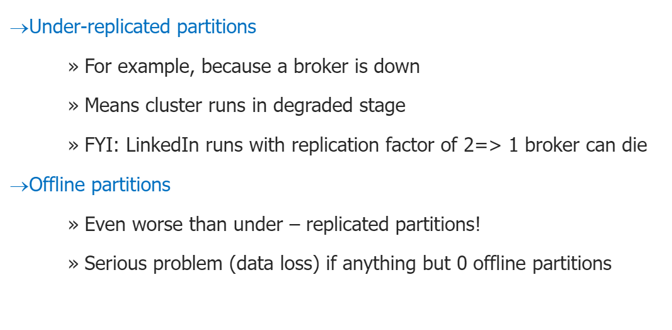 →Under-replicated partitions
» For example, because a broker is down
» Means cluster runs in degraded stage
» FYI: LinkedIn runs with replication factor of 2=> 1 broker can die
→Offline partitions
» Even worse than under – replicated partitions!
» Serious problem (data loss) if anything but 0 offline partitions